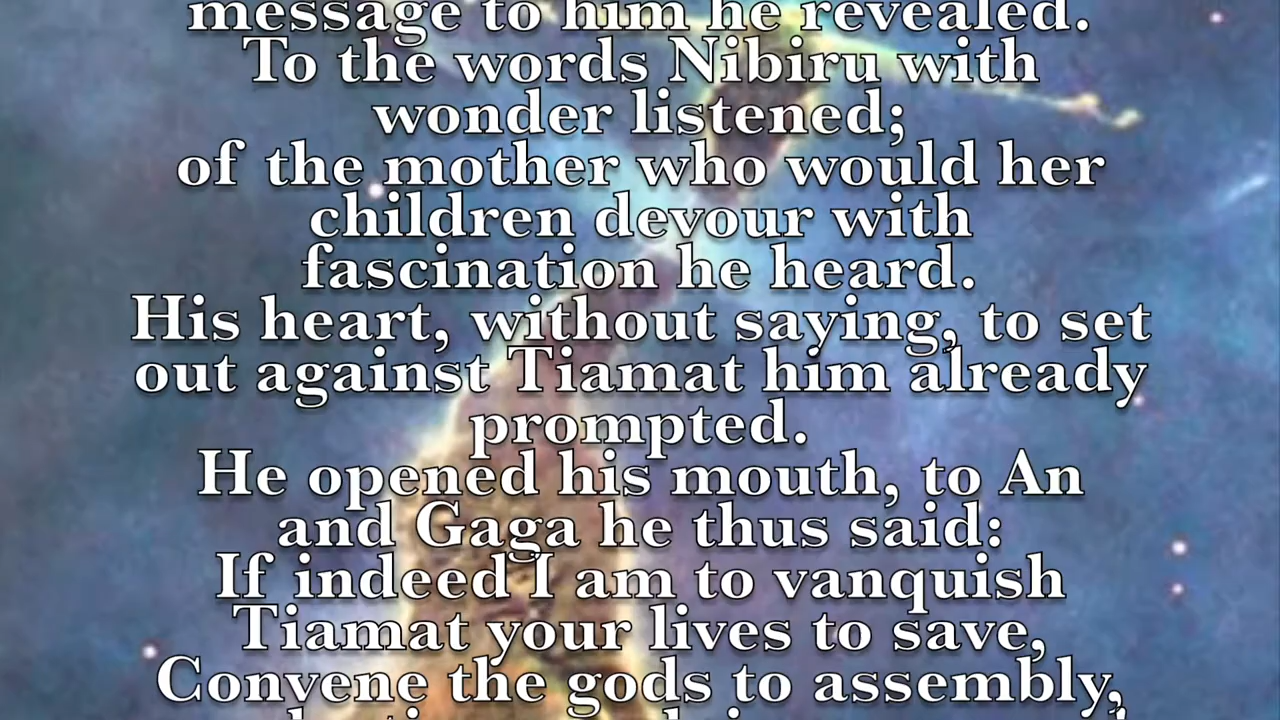 message to him he revealed.
To the words Nibiru with
wonder listened;
of the mother who would her
children devour with
fascination he heard.
His heart, without saying, to set
out against Tiamat him already
prompted.
He opened his mouth, to An
and Gaga he thus said:
If indeed I am to vanquish
Tiamat your lives to save,
Convene the gods to assembly,